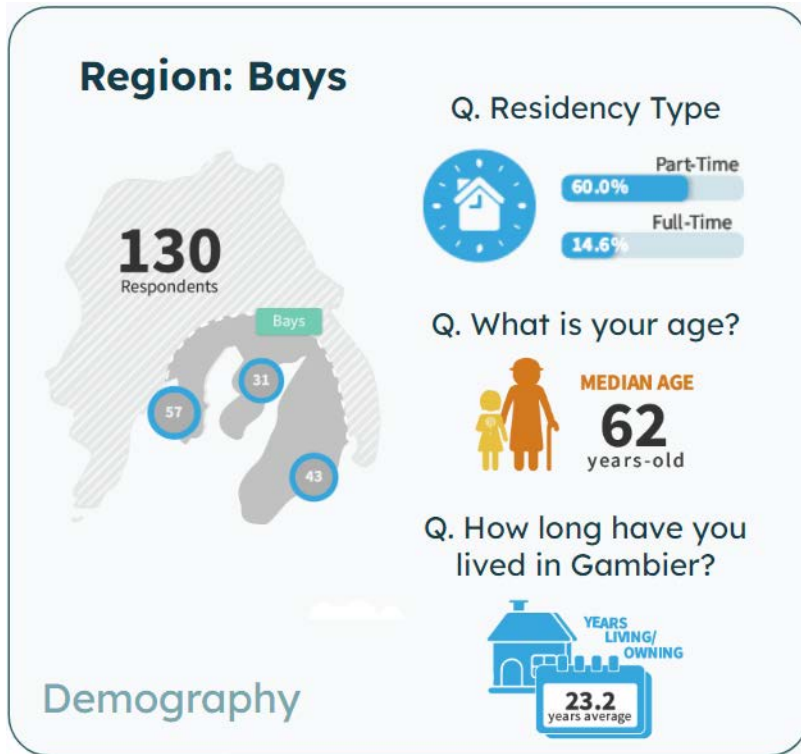 Region: Bays
130
Respondents
Bays
57
31
43
Q. Residency Type
Part-Time
60.0%
Full-Time
14.6%
Q. What is your age?
MEDIAN AGE
62
years-old
Q. How long have you
lived in Gambier?
YEARS
LIVING/
OWNING
23.2
years average
Demography